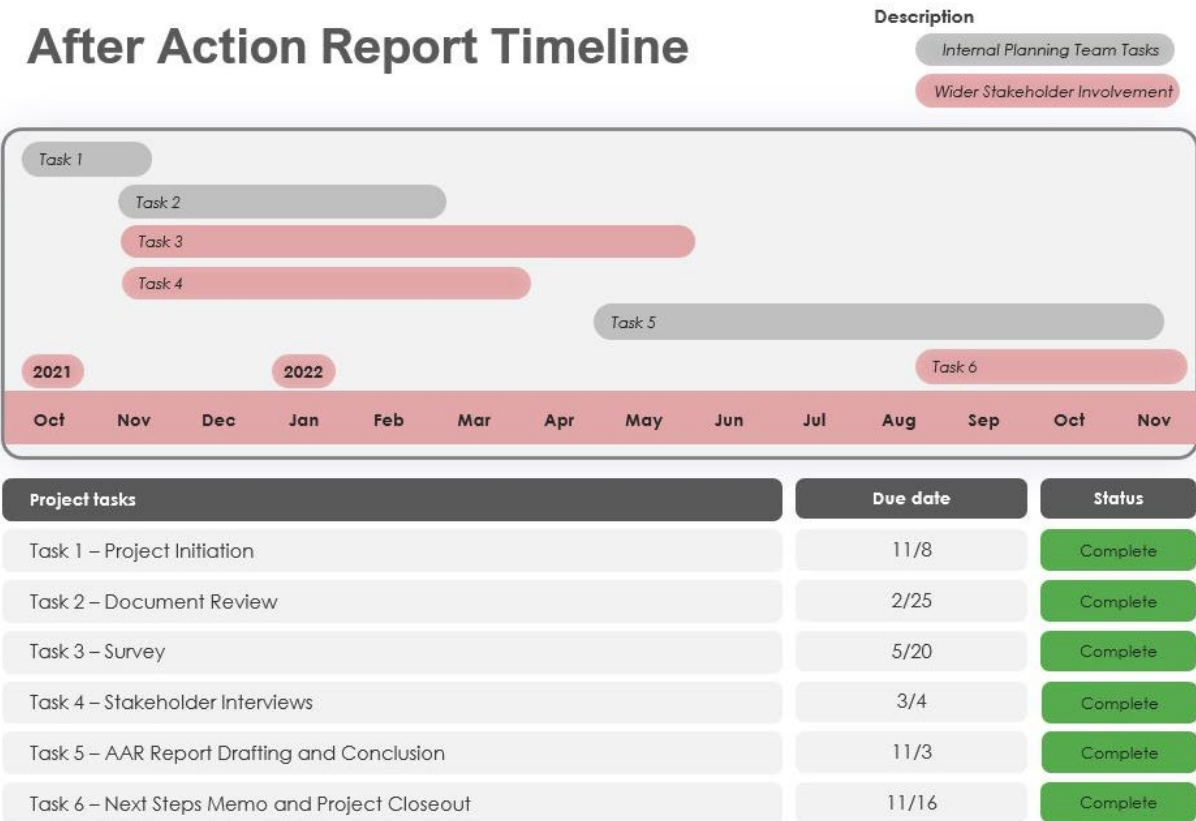 After Action Report Timeline
Description
Internal Planning Team Tasks
Wider Stakeholder Involvement
Task 1
Task 2
Task 3
Task 4
Task 5
Task 6
2021 2022
Oct Nov Dec Jan Feb Mar Apr May Jun Jul Aug Sep Oct Nov
Project tasks Due date Status
Task 1 – Project Initiation 11/8 Complete
Task 2 – Document Review 2/25 Complete
Task 3 – Survey 5/20 Complete
Task 4 – Stakeholder Interviews 3/4 Complete
Task 5 – AAR Report Drafting and Conclusion 11/3 Complete
Task 6 – Next Steps Memo and Project Closeout 11/16 Complete